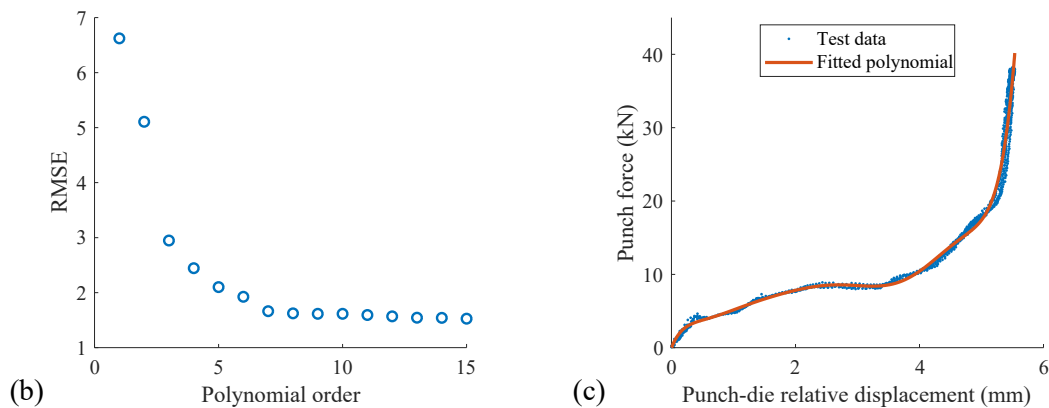 7
6
5
4
3
2
1
0
5
10
15
RMSE
Polynomial order
(b)
Test data
Fitted polynomial
40
30
20
10
0
0
2
4
6
Punch force (kN)
Punch-die relative displacement (mm)
(c)